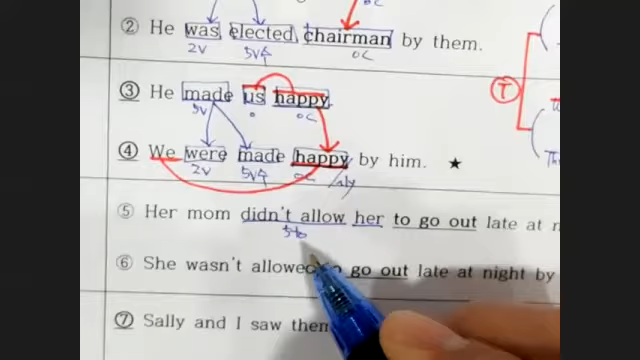 OC
② He was elected chairman by them.
2V 5V수 OC
③ He made us happy.
5V O OC
④ We were made happy by him. ★
2V 5V수 OC
⑤ Her mom didn't allow her to go out late at
⑥ She wasn't allowed to go out late at night by
⑦ Sally and I saw them
T